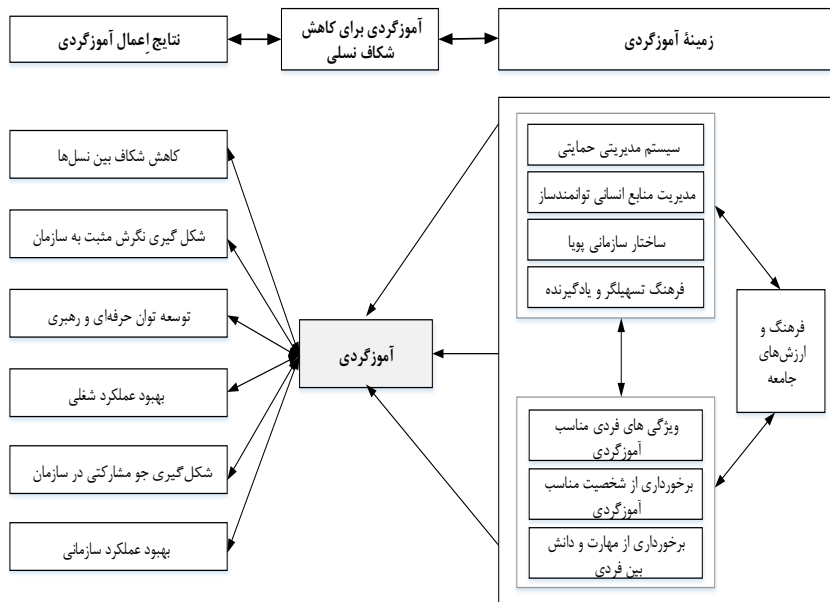 زمینهٔ آموزگردی
آموزگردی برای کاهش
شکاف نسلی
نتایج اِعمال آموزگردی
سیستم مدیریتی حمایتی
مدیریت منابع انسانی توانمندساز
ساختار سازمانی پویا
فرهنگ تسهیلگر و یادگیرنده
فرهنگ و
ارزش‌های
جامعه
ویژگی های فردی مناسب
آموزگردی
برخورداری از شخصیت مناسب
آموزگردی
برخورداری از مهارت و دانش
بین فردی
آموزگردی
کاهش شکاف بین نسل‌ها
شکل گیری نگرش مثبت به سازمان
توسعه توان حرفه‌ای و رهبری
بهبود عملکرد شغلی
شکل‌گیری جو مشارکتی در سازمان
بهبود عملکرد سازمانی